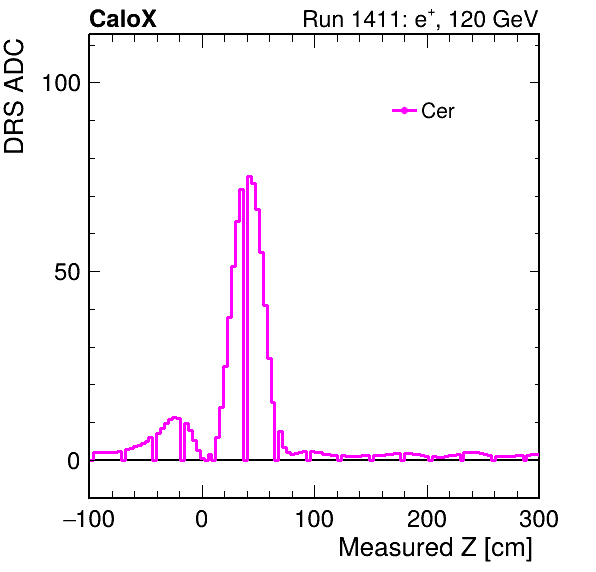 CaloX Run 1411: e⁺, 120 GeV
DRS ADC
100
Cer
50
0
−100 0 100 200 300
Measured Z [cm]